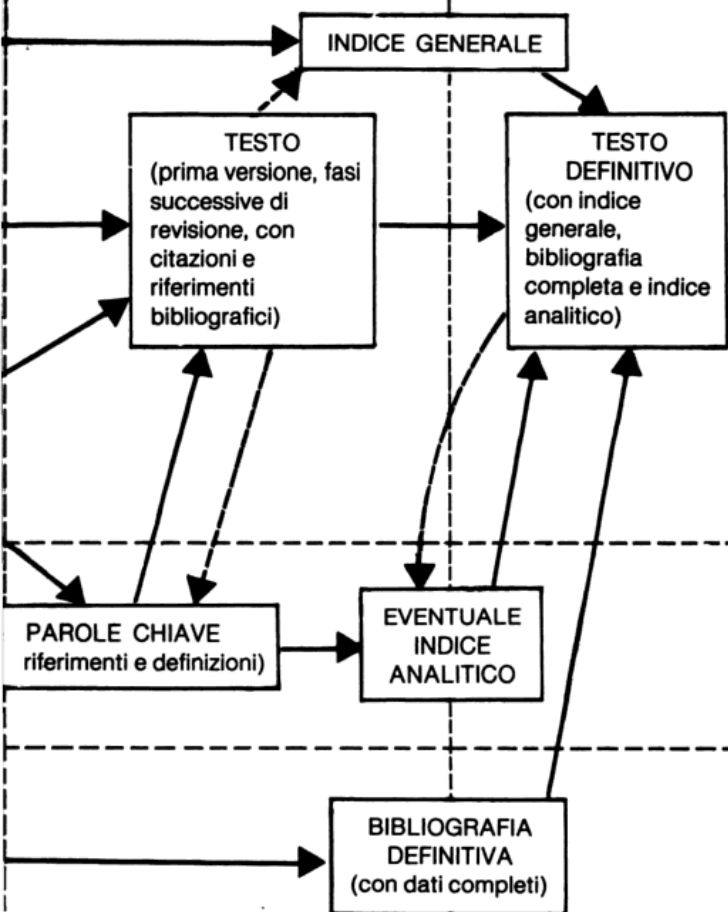 INDICE GENERALE
TESTO
(prima versione, fasi
successive di
revisione, con
citazioni e
riferimenti
bibliografici)
TESTO
DEFINITIVO
(con indice
generale,
bibliografia
completa e indice
analitico)
PAROLE CHIAVE
riferimenti e definizioni)
EVENTUALE
INDICE
ANALITICO
BIBLIOGRAFIA
DEFINITIVA
(con dati completi)